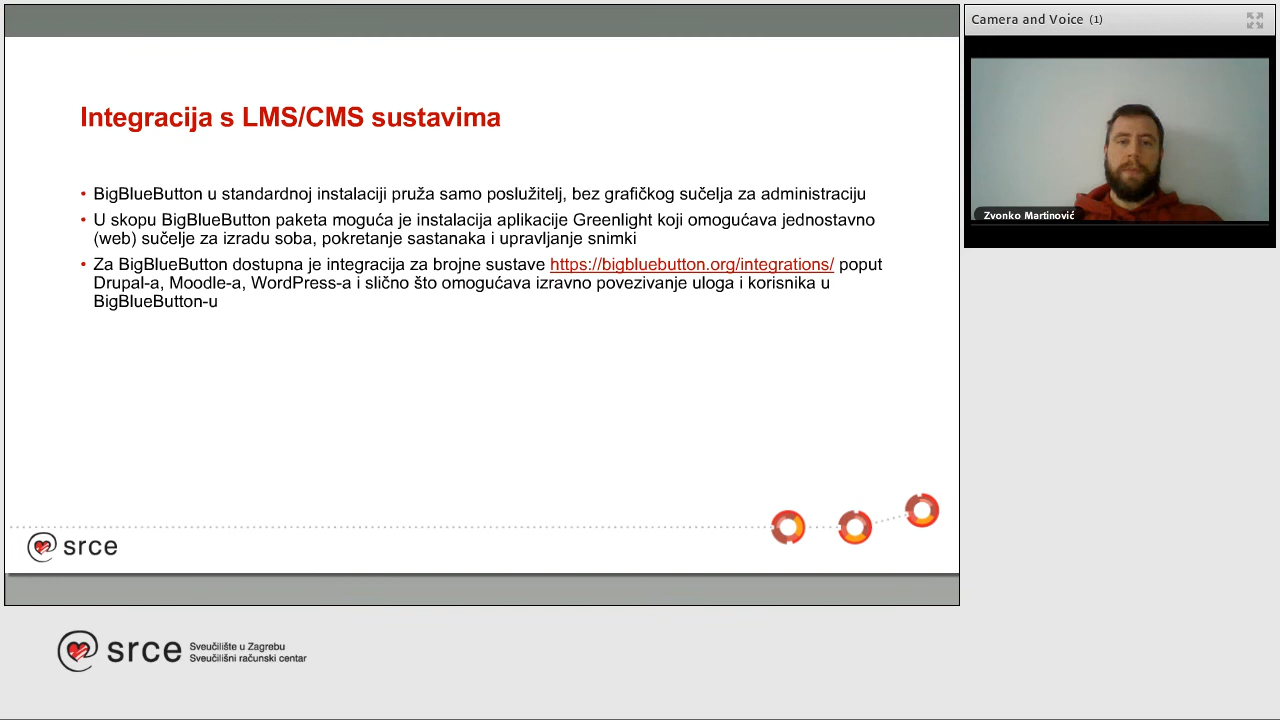 Camera and Voice (1)
Integracija s LMS/CMS sustavima
• BigBlueButton u standardnoj instalaciji pruža samo poslužitelj, bez grafičkog sučelja za administraciju
• U skopu BigBlueButton paketa moguća je instalacija aplikacije Greenlight koji omogućava jednostavno
(web) sučelje za izradu soba, pokretanje sastanaka i upravljanje snimki
• Za BigBlueButton dostupna je integracija za brojne sustave https://bigbluebutton.org/integrations/ poput
Drupal-a, Moodle-a, WordPress-a i slično što omogućava izravno povezivanje uloga i korisnika u
BigBlueButton-u
Zvonko Martinović
srce
srce
Sveučilište u Zagrebu
Sveučilišni računski centar